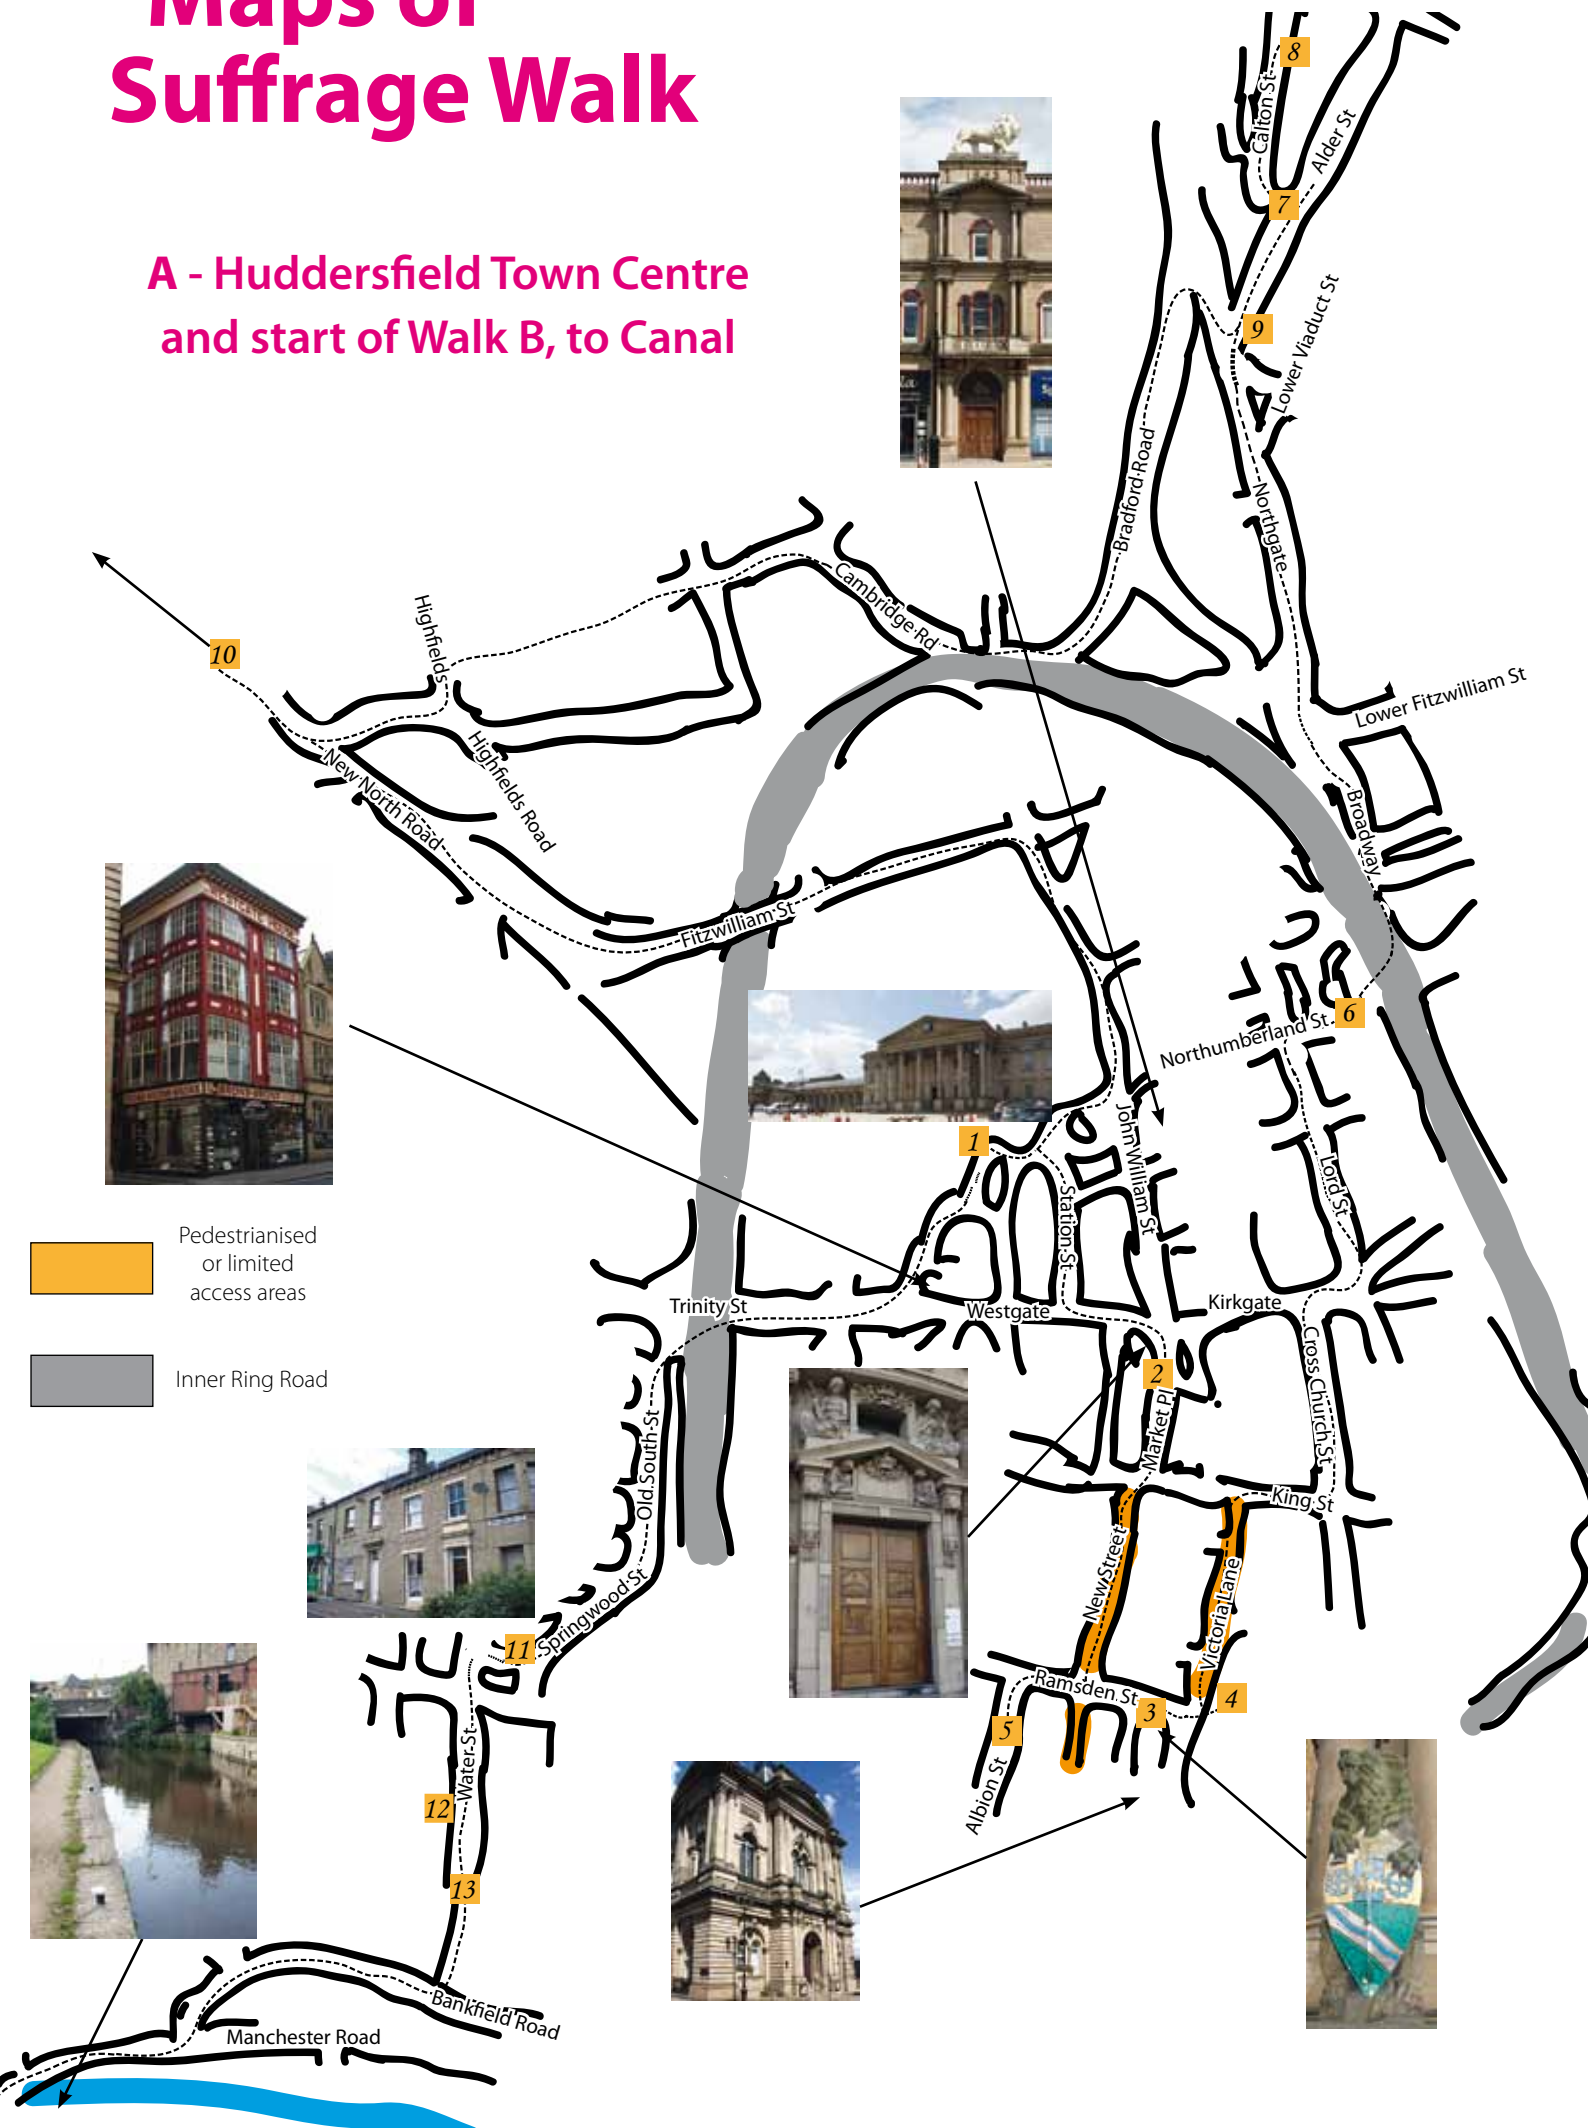 Maps of
Suffrage Walk
A - Huddersfield Town Centre
and start of Walk B, to Canal
8
Calton St
Alder St
7
9
Lower Viaduct St
Bradford Road
Northgate
Cambridge Rd
Highfields
10
Lower Fitzwilliam St
New North Road
Highfields Road
Broadway
Fitzwilliam St
6
Northumberland St
1
John William St
Lord St
Station St
Pedestrianised
or limited
access areas
Trinity St
Westgate
Kirkgate
Inner Ring Road
2
Cross Church St
Market Pl
Old South St
King St
New Street
Victoria Lane
Springwood St
11
Ramsden St
3
4
5
Albion St
Water St
12
13
Bankfield Road
Manchester Road